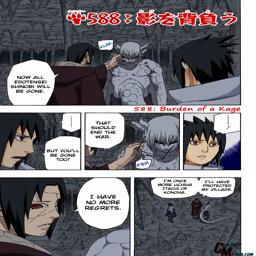 588：影を背負う
588: Burden of a Kage
NOW ALL
EDOTENSEI
SHINOBI WILL
BE GONE.
THAT
SHOULD END
THE WAR.
BUT YOU'LL
BE GONE
TOO!
I HAVE
NO MORE
REGRETS.
I'M ONCE
MORE UCHIHA
ITACHI OF
KONOHA.
I'LL HAVE
PROTECTED
MY VILLAGE.